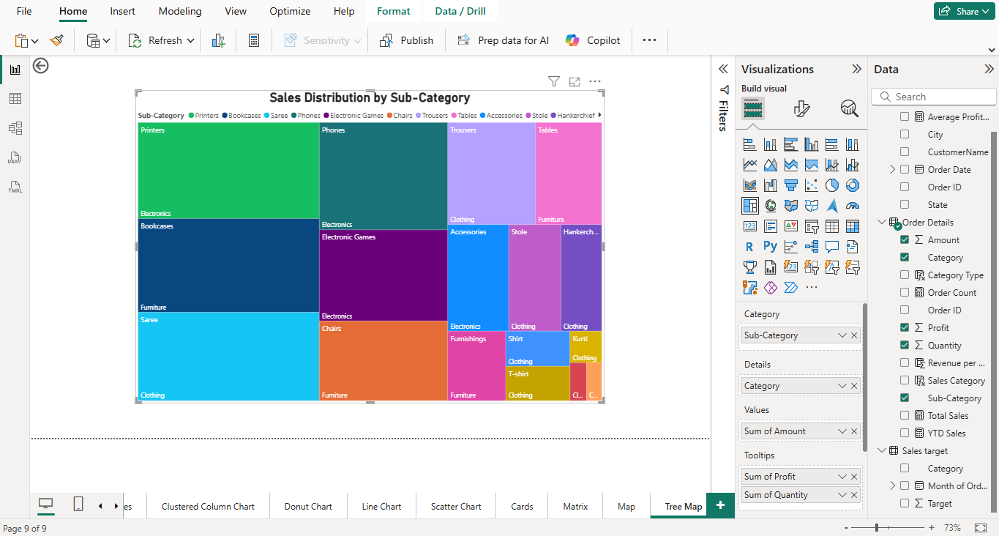 File Home Insert Modeling View Optimize Help Format Data / Drill Share
Refresh Sensitivity Publish Prep data for AI Copilot ...
DAX
TMDL
Sales Distribution by Sub-Category
Sub-Category Printers Bookcases Saree Phones Electronic Games Chairs Trousers Tables Accessories Stole Hankerchief
Printers
Electronics
Bookcases
Furniture
Saree
Clothing
Phones
Electronics
Electronic Games
Electronics
Chairs
Furniture
Trousers
Clothing
Tables
Furniture
Accessories
Electronics
Stole
Clothing
Hankerch...
Clothing
Furnishings
Furniture
Shirt
Clothing
T-shirt
Clothing
Kurti
Clothing
Cl...
C...
Filters
Visualizations
Build visual
123
R Py
Category
Sub-Category
Details
Category
Values
Sum of Amount
Tooltips
Sum of Profit
Sum of Quantity
Data
Search
Average Profit...
City
CustomerName
Order Date
Order ID
State
Order Details
Amount
Category
Category Type
Order Count
Order ID
Profit
Quantity
Revenue per ...
Sales Category
Sub-Category
Total Sales
YTD Sales
Sales target
Category
Month of Ord...
Target
es Clustered Column Chart Donut Chart Line Chart Scatter Chart Cards Matrix Map Tree Map +
Page 9 of 9 - + 73%